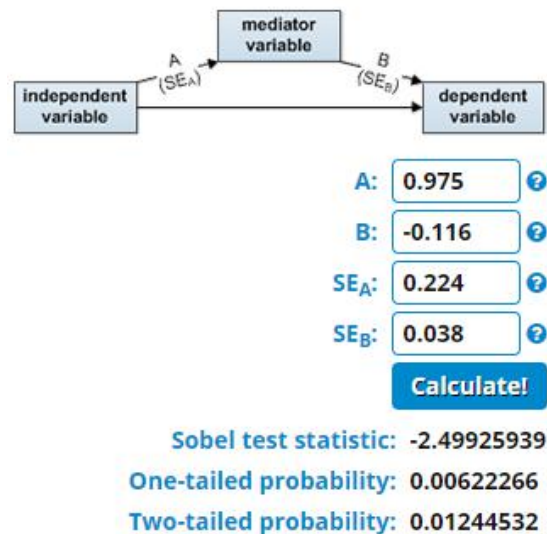 mediator
variable
A
(SEA)
B
(SEB)
independent
variable
dependent
variable
A: 0.975 ?
B: -0.116 ?
SEA: 0.224 ?
SEB: 0.038 ?
Calculate!
Sobel test statistic: -2.49925939
One-tailed probability: 0.00622266
Two-tailed probability: 0.01244532